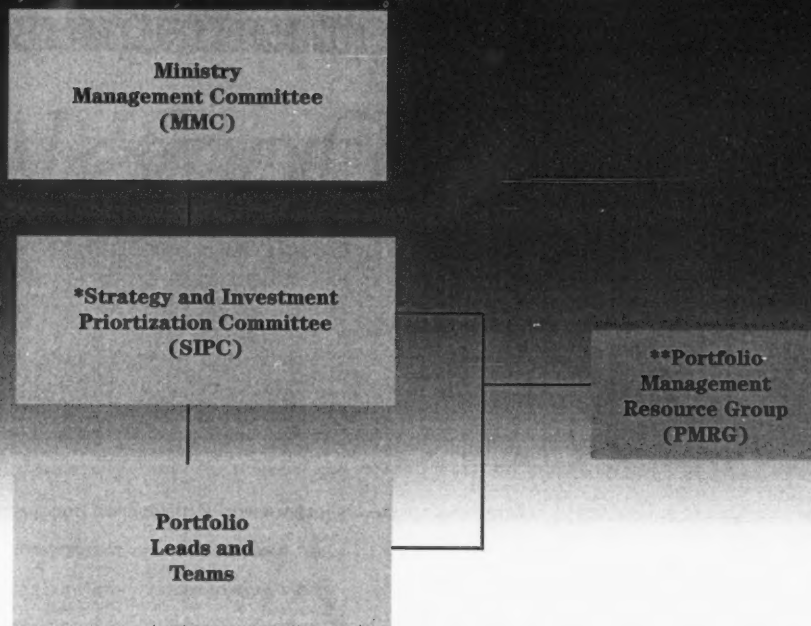 Ministry
Management Committee
(MMC)
*Strategy and Investment
Priortization Committee
(SIPC)
**Portfolio
Management
Resource Group
(PMRG)
Portfolio
Leads and
Teams